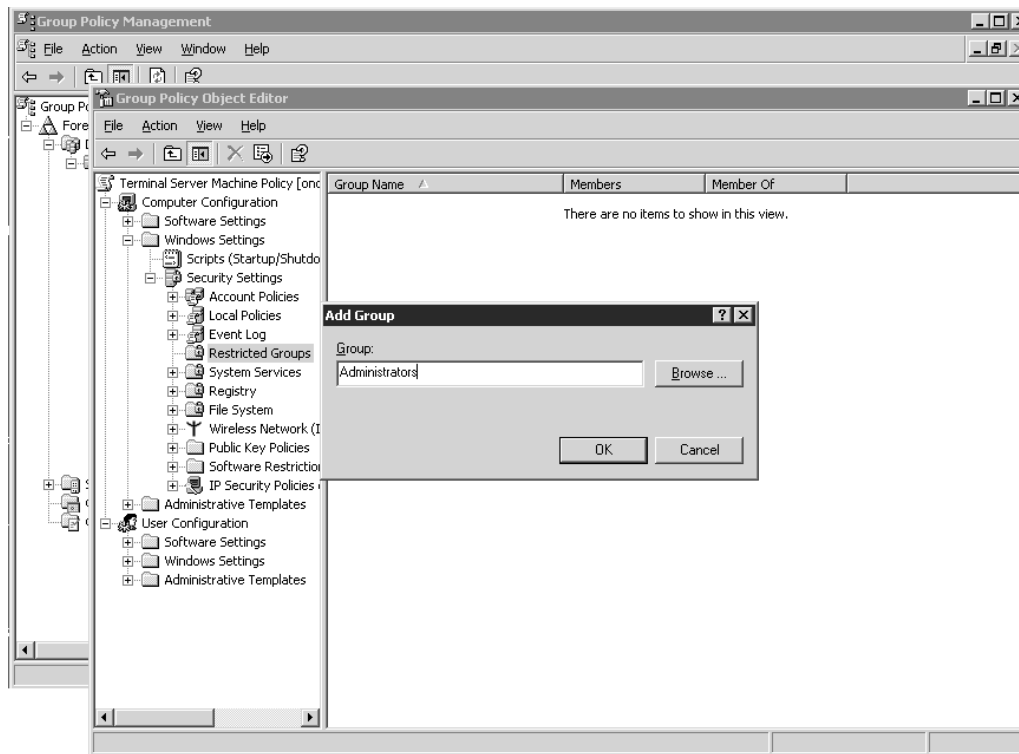 Group Policy Management
File Action View Window Help
Group Po
Group Policy Object Editor
Fore
File Action View Help
Terminal Server Machine Policy [onc
Group Name Members Member Of
There are no items to show in this view.
Computer Configuration
Software Settings
Windows Settings
Scripts (Startup/Shutdo
Security Settings
Account Policies
Local Policies
Event Log
Restricted Groups
System Services
Registry
File System
Wireless Network (I
Public Key Policies
Software Restriction
IP Security Policies
Administrative Templates
User Configuration
Software Settings
Windows Settings
Administrative Templates
Add Group
Group:
Administrators
Browse ...
OK Cancel